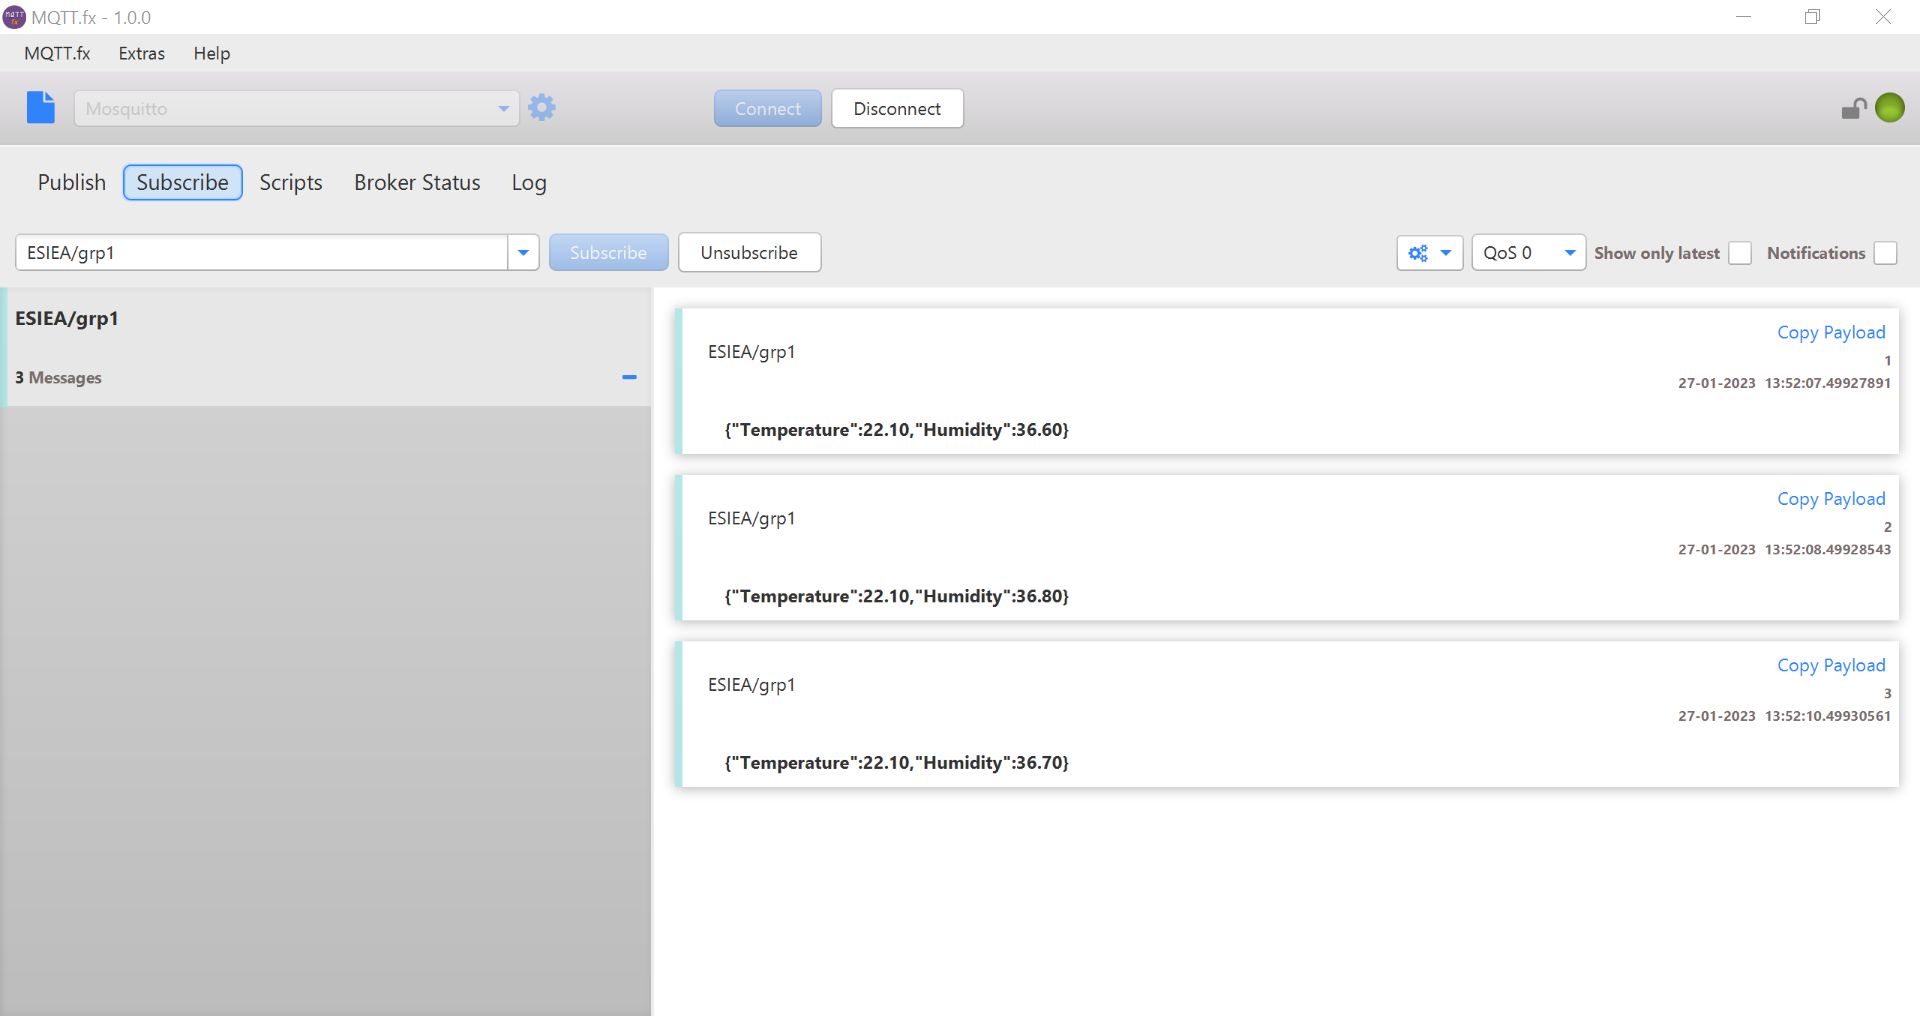 MQTT.fx - 1.0.0
MQTT.fx Extras Help
Mosquitto Connect Disconnect
Publish Subscribe Scripts Broker Status Log
ESIEA/grp1 Subscribe Unsubscribe QoS 0 Show only latest Notifications
ESIEA/grp1
3 Messages
Copy Payload
ESIEA/grp1
1
27-01-2023 13:52:07.49927891
{"Temperature":22.10,"Humidity":36.60}
Copy Payload
ESIEA/grp1
2
27-01-2023 13:52:08.49928543
{"Temperature":22.10,"Humidity":36.80}
Copy Payload
ESIEA/grp1
3
27-01-2023 13:52:10.49930561
{"Temperature":22.10,"Humidity":36.70}